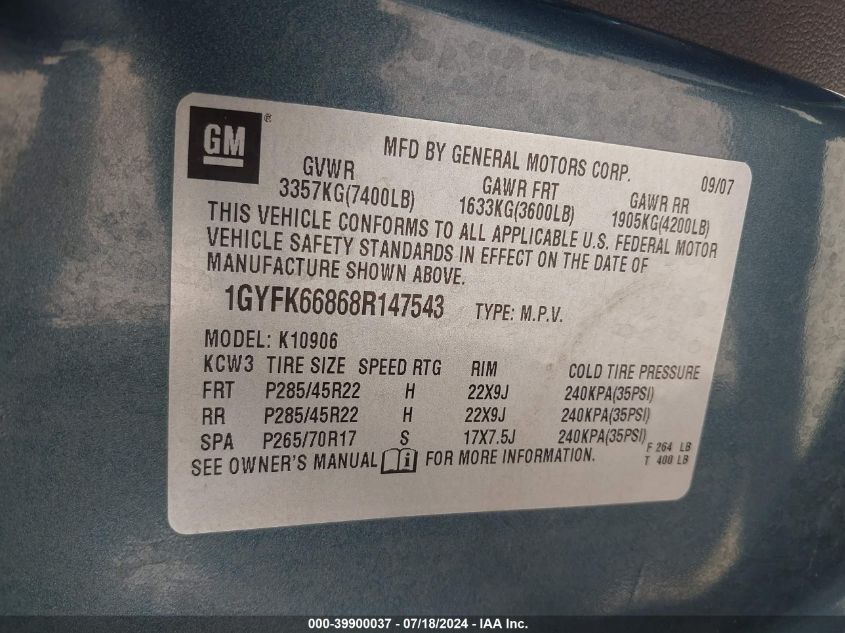 GM®
MFD BY GENERAL MOTORS CORP. 09/07
GVWR GAWR FRT GAWR RR
3357KG(7400LB) 1633KG(3600LB) 1905KG(4200LB)
THIS VEHICLE CONFORMS TO ALL APPLICABLE U.S. FEDERAL MOTOR
VEHICLE SAFETY STANDARDS IN EFFECT ON THE DATE OF
MANUFACTURE SHOWN ABOVE.
1GYFK66868R147543 TYPE: M.P.V.
MODEL: K10906
KCW3 TIRE SIZE SPEED RTG RIM COLD TIRE PRESSURE
FRT P285/45R22 H 22X9J 240KPA(35PSI)
RR P285/45R22 H 22X9J 240KPA(35PSI)
SPA P265/70R17 S 17X7.5J 240KPA(35PSI)
SEE OWNER'S MANUAL i FOR MORE INFORMATION.
F 264 LB
T 400 LB
000-39900037 - 07/18/2024 - IAA Inc.